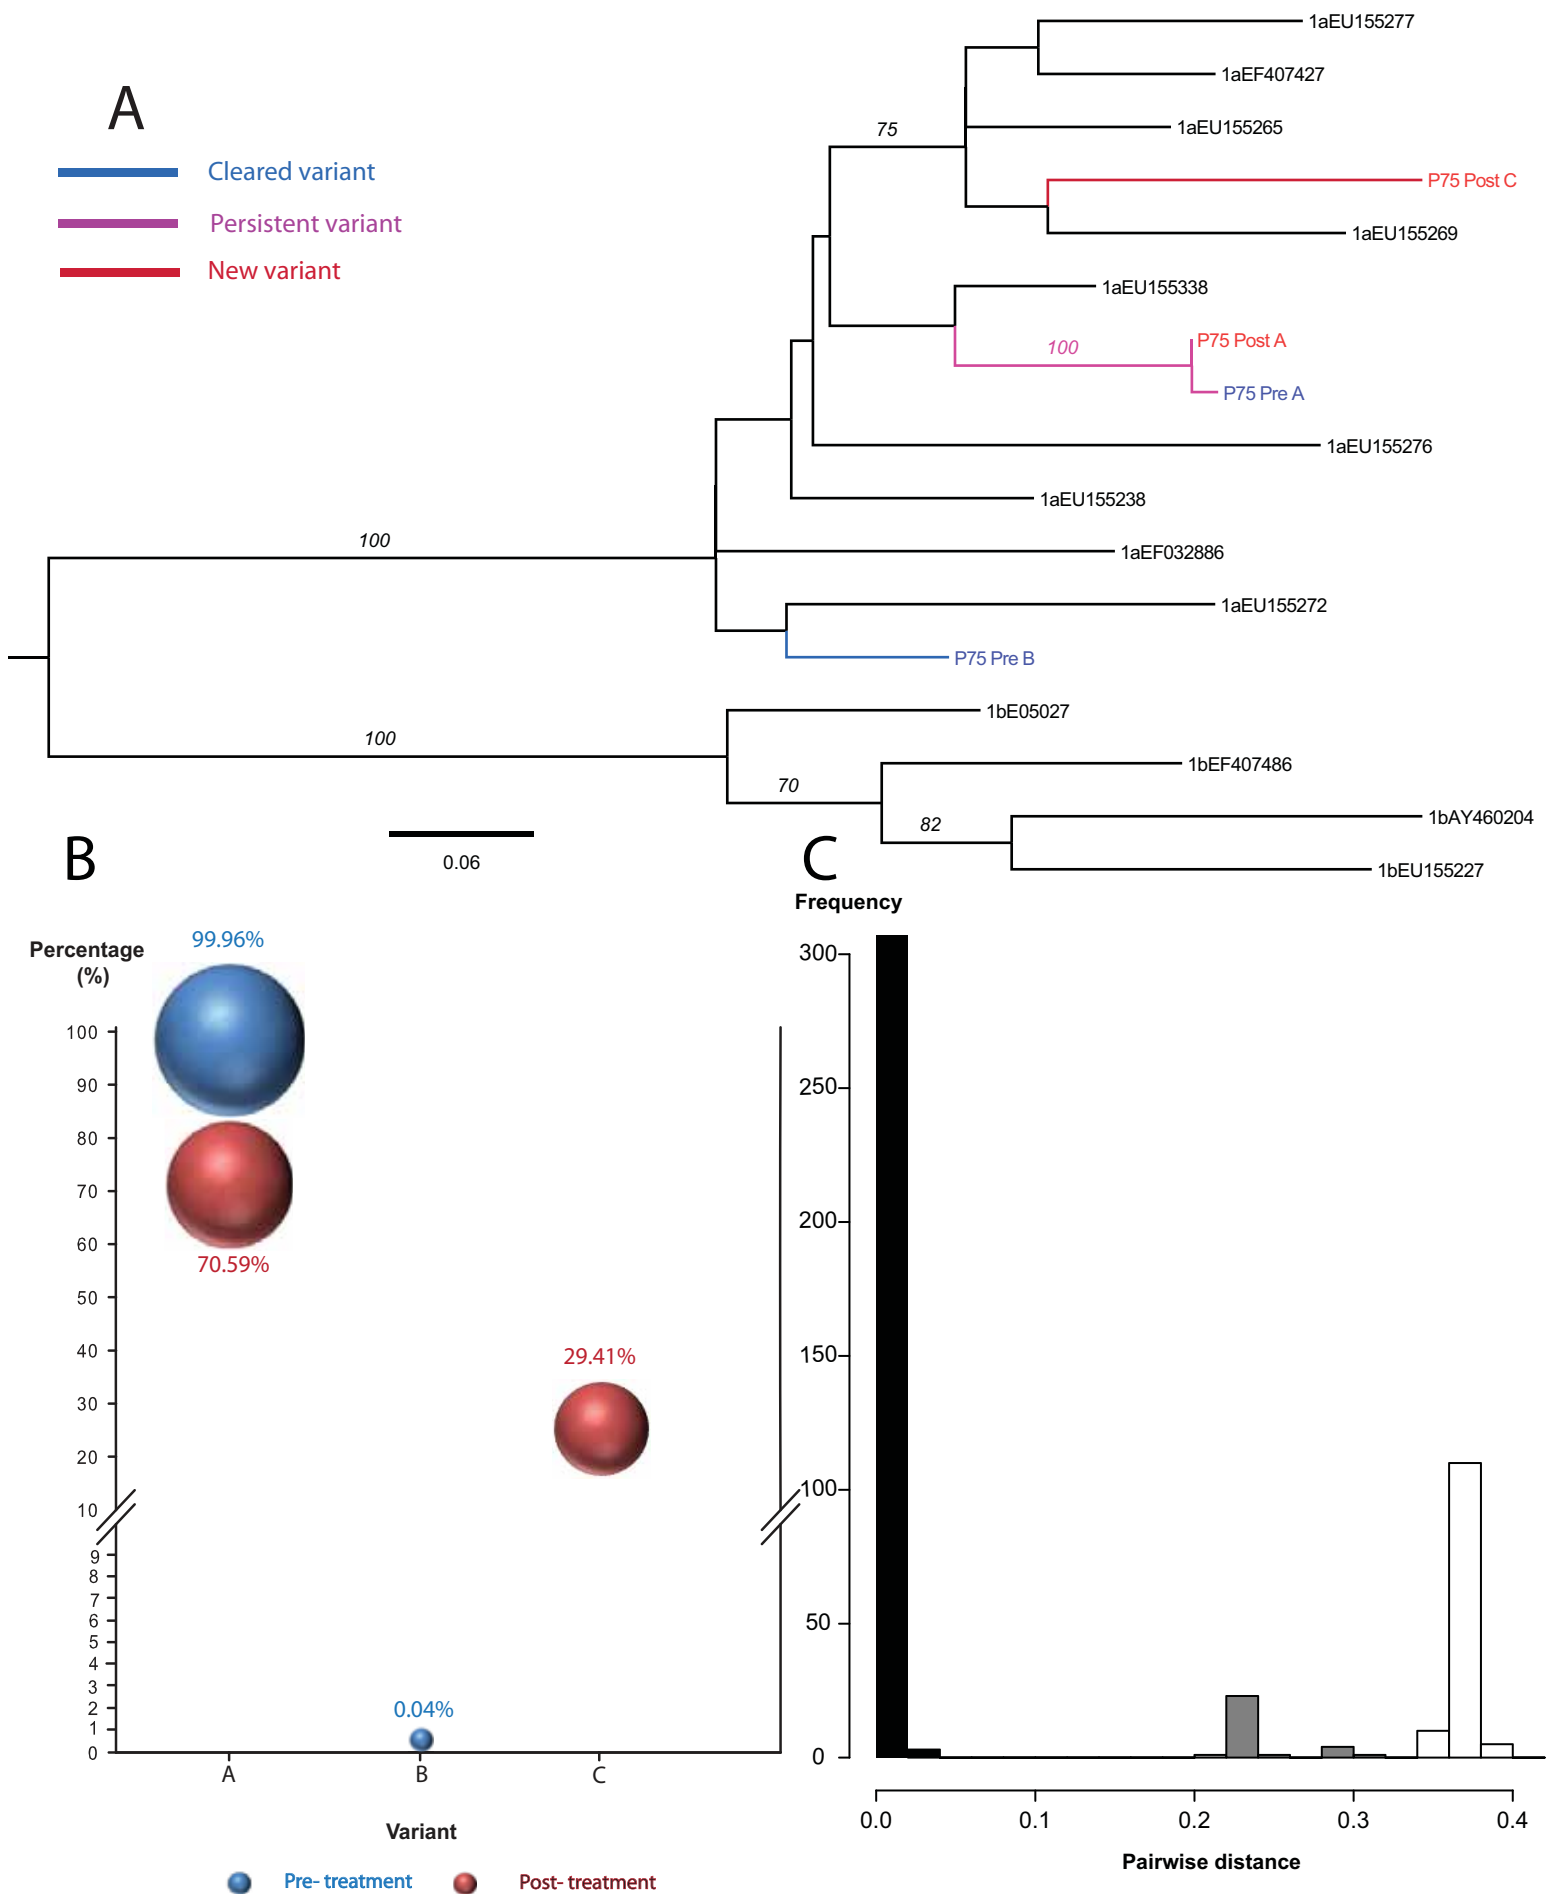 A
Cleared variant
Persistent variant
New variant
1aEU155277
1aEF407427
75
1aEU155265
P75 Post C
1aEU155269
1aEU155338
100
P75 Post A
P75 Pre A
1aEU155276
1aEU155238
100
1aEF032886
1aEU155272
P75 Pre B
1bE05027
100
1bEF407486
70
82
1bAY460204
1bEU155227
0.06
B
Percentage
(%)
99.96%
100
90
80
70
60
50
40
30
20
10
9
8
7
6
5
4
3
2
1
0
70.59%
29.41%
0.04%
A B C
Variant
Pre- treatment Post- treatment
C
Frequency
300
250
200
150
100
50
0
0.0 0.1 0.2 0.3 0.4
Pairwise distance